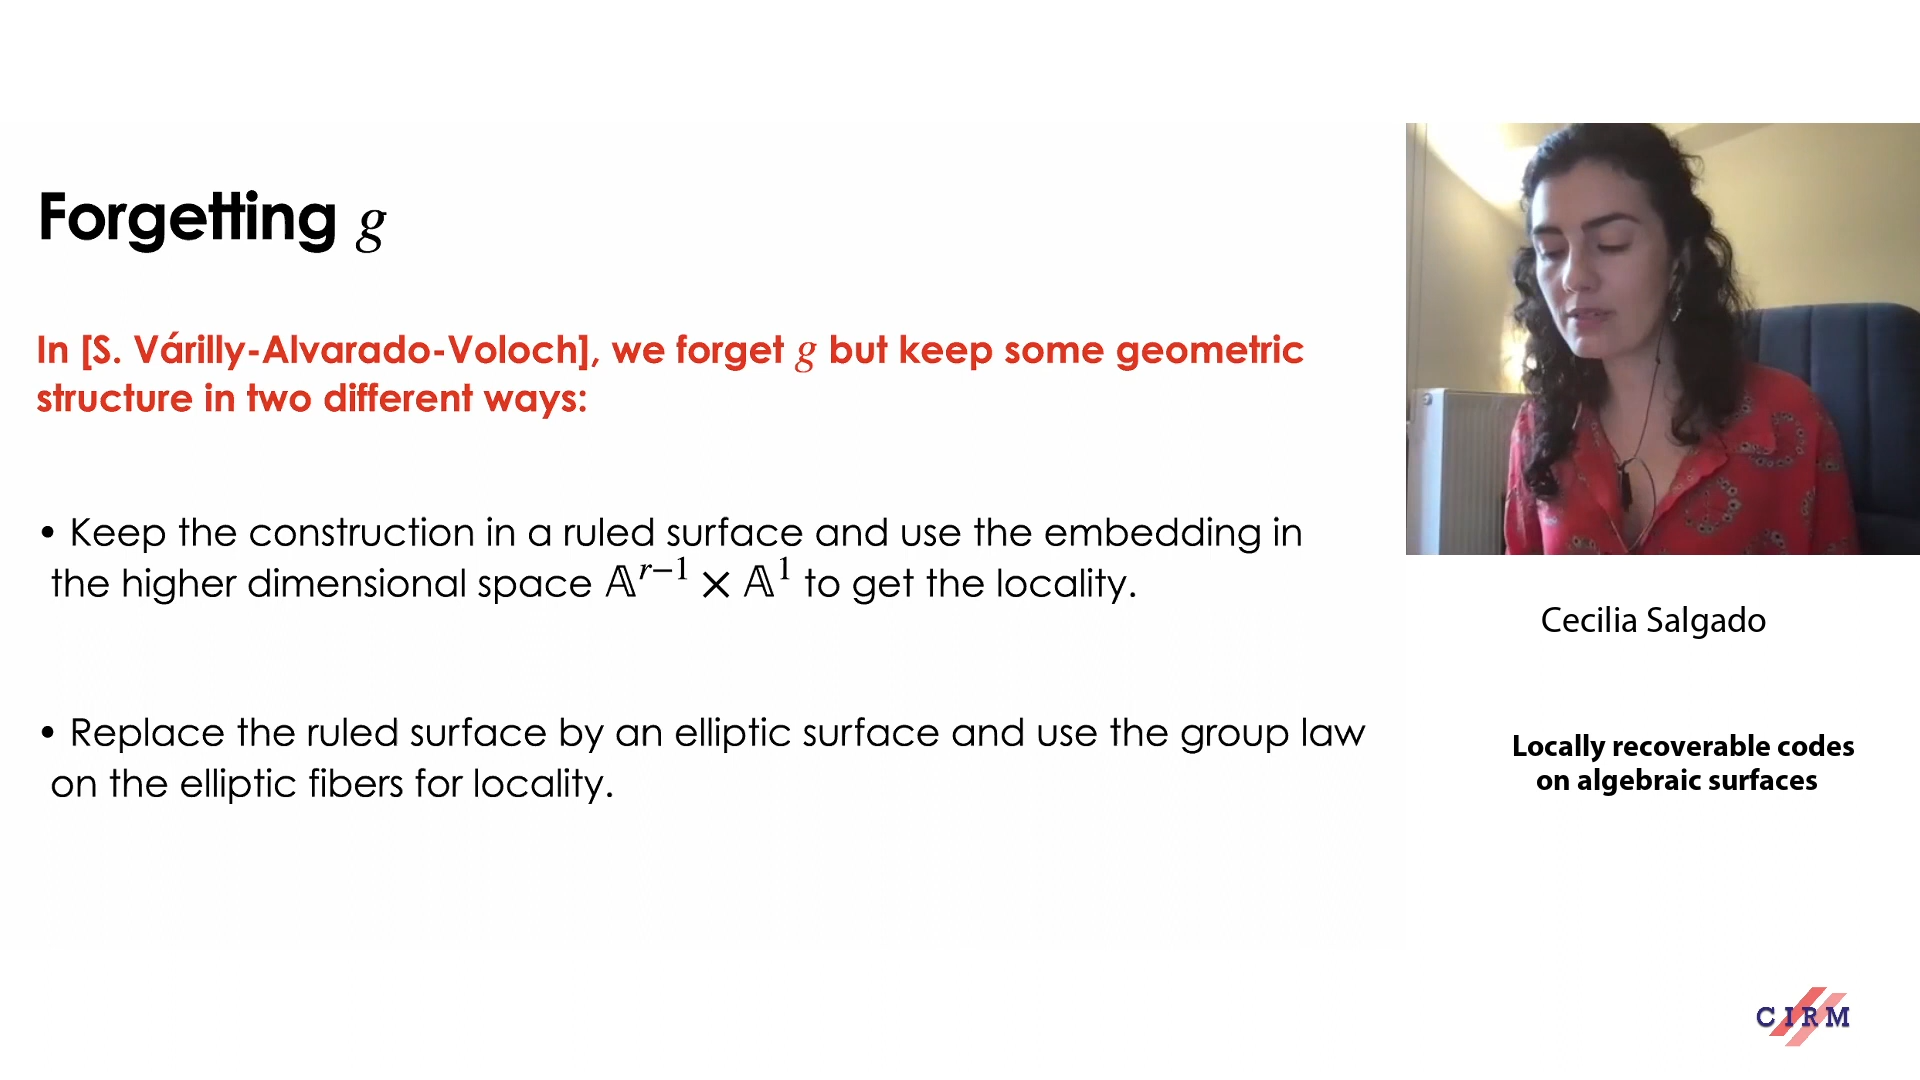 Forgetting g
In [S. Várilly-Alvarado-Voloch], we forget g but keep some geometric
structure in two different ways:
• Keep the construction in a ruled surface and use the embedding in
the higher dimensional space 𝔸^{r−1} × 𝔸^1 to get the locality.
• Replace the ruled surface by an elliptic surface and use the group law
on the elliptic fibers for locality.
Cecilia Salgado
Locally recoverable codes
on algebraic surfaces
CIRM